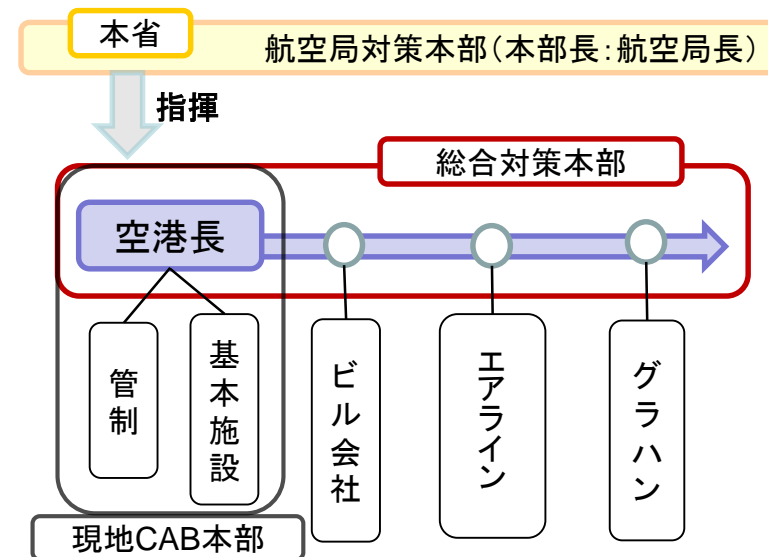 本省
航空局対策本部(本部長:航空局長)
指揮
総合対策本部
空港長
管制
基本施設
ビル会社
エアライン
グラハン
現地CAB本部